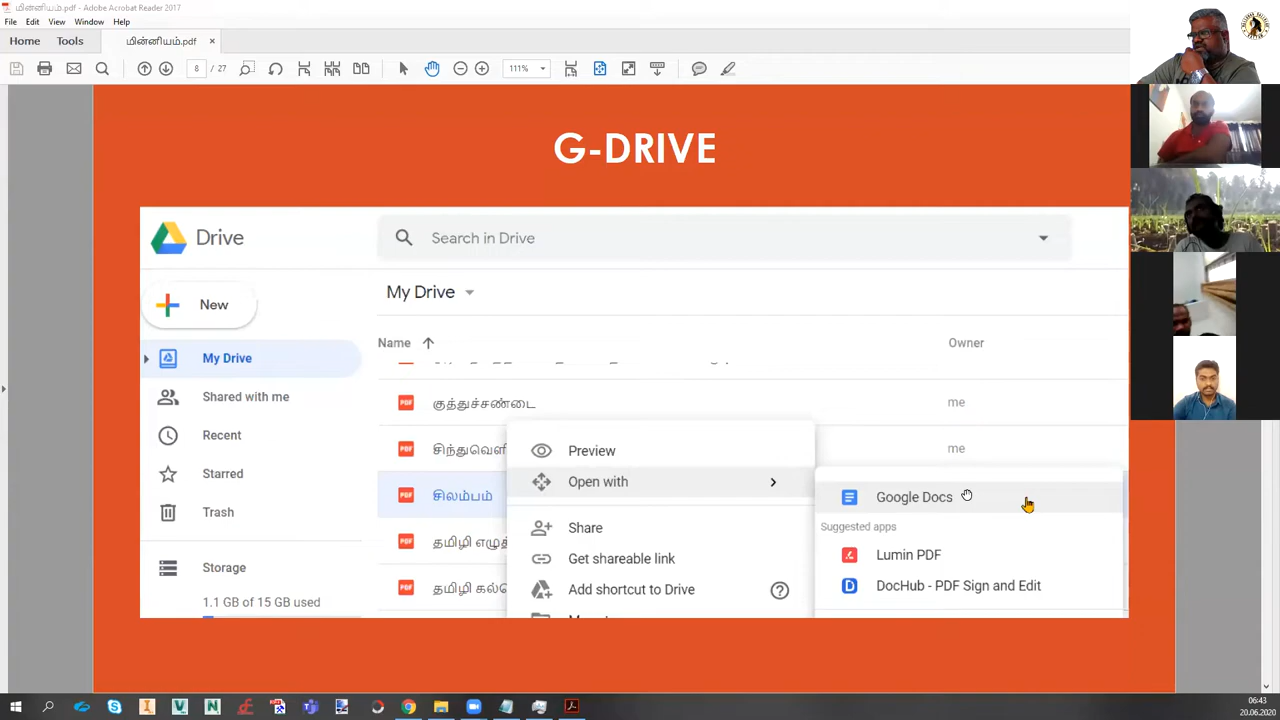 மின்னியம்.pdf - Adobe Acrobat Reader 2017
File Edit View Window Help
Home Tools மின்னியம்.pdf ×
8 / 27 111%
G-DRIVE
Drive Search in Drive
My Drive
New
Name Owner
My Drive
Shared with me
குத்துச்சண்டை me
Recent
Preview
me
Starred
Open with
சிலம்பம்
Google Docs
Trash
Suggested apps
Share
தமிழி
Get shareable link
Lumin PDF
Storage
தமிழி
Add shortcut to Drive
DocHub - PDF Sign and Edit
1.1 GB of 15 GB used
06:43
20.06.2020